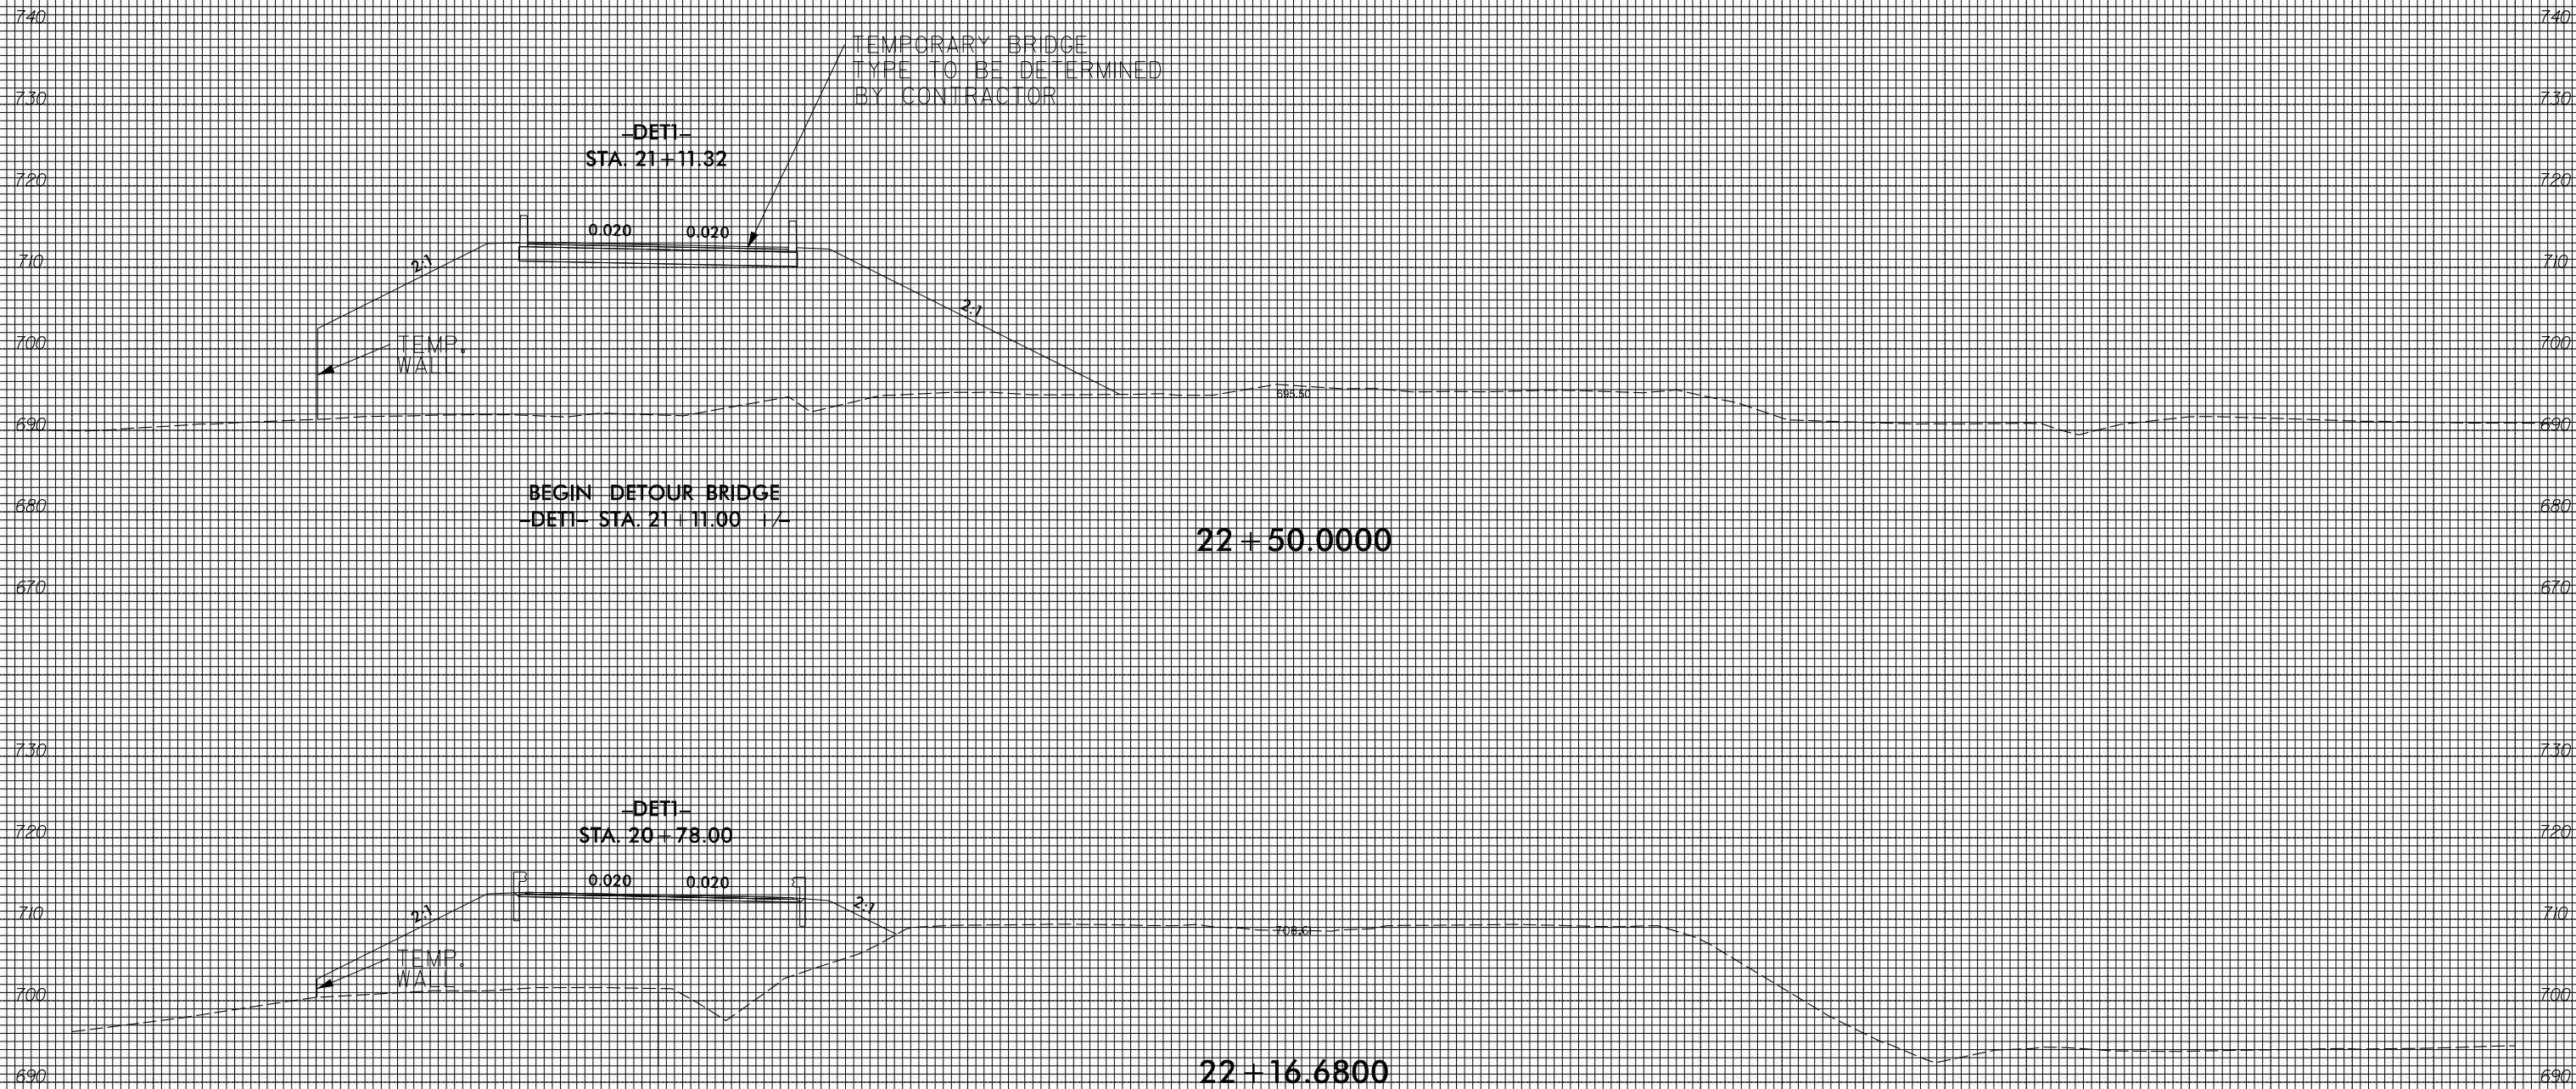 740 740
TEMPORARY BRIDGE
TYPE TO BE DETERMINED
BY CONTRACTOR
730 730
-DET1-
STA. 21+11.32
720 720
0.020 0.020
710 2:1 710
2:1
700 TEMP. 700
WALL
695.50
690 690
BEGIN DETOUR BRIDGE
680 680
-DET1- STA. 21+11.00 +/-
22+50.0000
670 670
730 730
-DET1-
720 720
STA. 20+78.00
0.020 0.020
710 2:1 2:1 710
708.61
TEMP.
WALL
700 700
22+16.6800
690 690